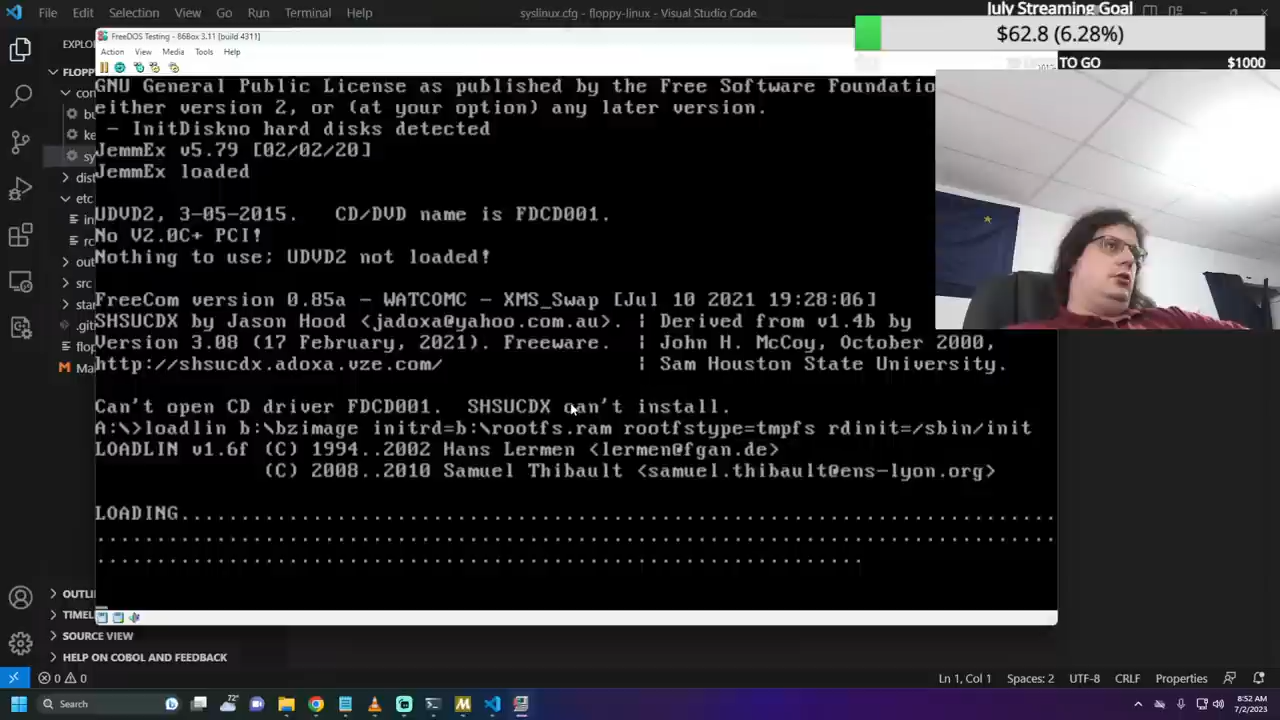 File Edit Selection View Go Run Terminal Help
syslinux.cfg - floppy-linux - Visual Studio Code
July Streaming Goal
$62.8 (6.28%)
TO GO
$1000
FreeDOS Testing - 86Box 3.11 [build 4311]
Action View Media Tools Help
EXPLO
FLOPP
con
bu
ke
sy
dist
etc
in
rc
out
src
star
.giti
flop
Ma
GNU General Public License as published by the Free Software Foundatio
either version 2, or (at your option) any later version.
- InitDiskno hard disks detected
JemmEx v5.79 [02/02/20]
JemmEx loaded
UDVD2, 3-05-2015. CD/DVD name is FDCD001.
No V2.0C+ PCI!
Nothing to use; UDVD2 not loaded!
FreeCom version 0.85a - WATCOMC - XMS_Swap [Jul 10 2021 19:28:06]
SHSUCDX by Jason Hood <jadoxa@yahoo.com.au>. | Derived from v1.4b by
Version 3.08 (17 February, 2021). Freeware. | John H. McCoy, October 2000,
http://shsucdx.adoxa.vze.com/ | Sam Houston State University.
Can't open CD driver FDCD001. SHSUCDX can't install.
A:\>loadlin b:\bzimage initrd=b:\rootfs.ram rootfstype=tmpfs rdinit=/sbin/init
LOADLIN v1.6f (C) 1994..2002 Hans Lermen <lermen@fgan.de>
(C) 2008..2010 Samuel Thibault <samuel.thibault@ens-lyon.org>
LOADING.......................................................
...............................................................
..................................................
OUTLI
TIMEL
SOURCE VIEW
HELP ON COBOL AND FEEDBACK
0 0
Ln 1, Col 1 Spaces: 2 UTF-8 CRLF Properties
Search
72°
8:52 AM
7/2/2023